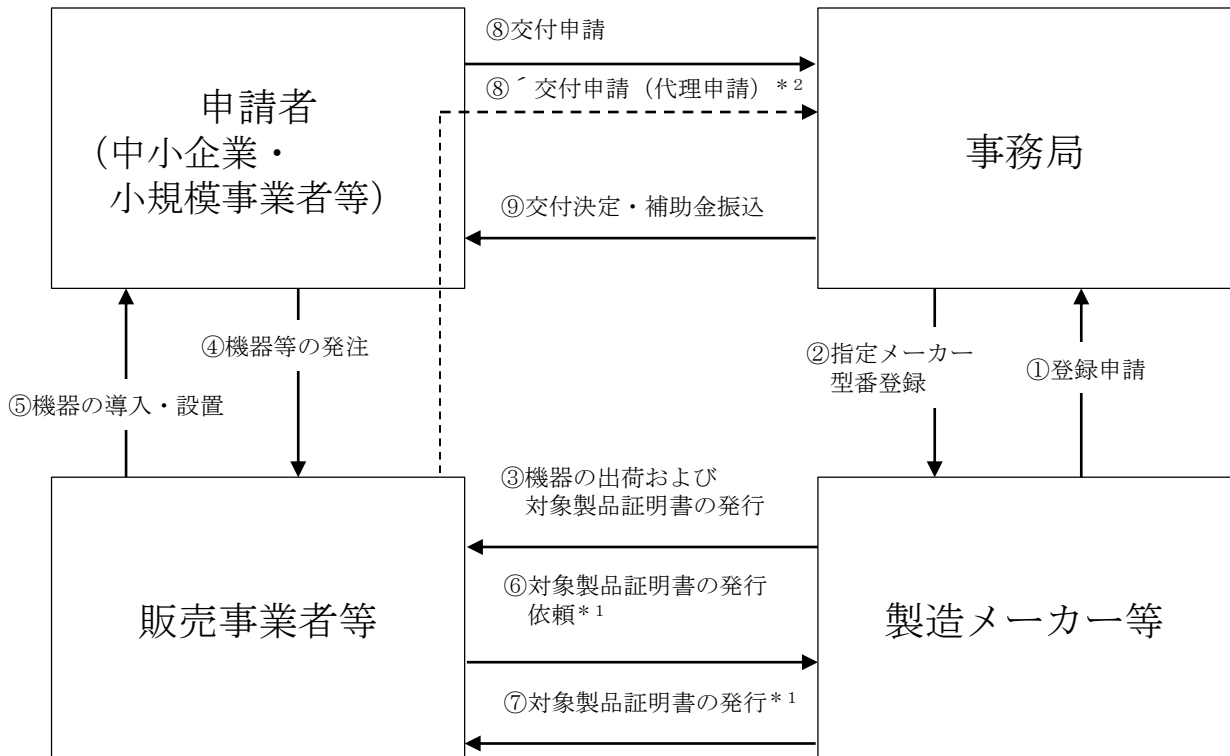 ⑧交付申請
⑧´交付申請（代理申請）*2
申請者
（中小企業・
小規模事業者等）
事務局
⑨交付決定・補助金振込
④機器等の発注
②指定メーカー
型番登録
①登録申請
⑤機器の導入・設置
③機器の出荷および
対象製品証明書の発行
⑥対象製品証明書の発行
依頼*1
販売事業者等
製造メーカー等
⑦対象製品証明書の発行*1